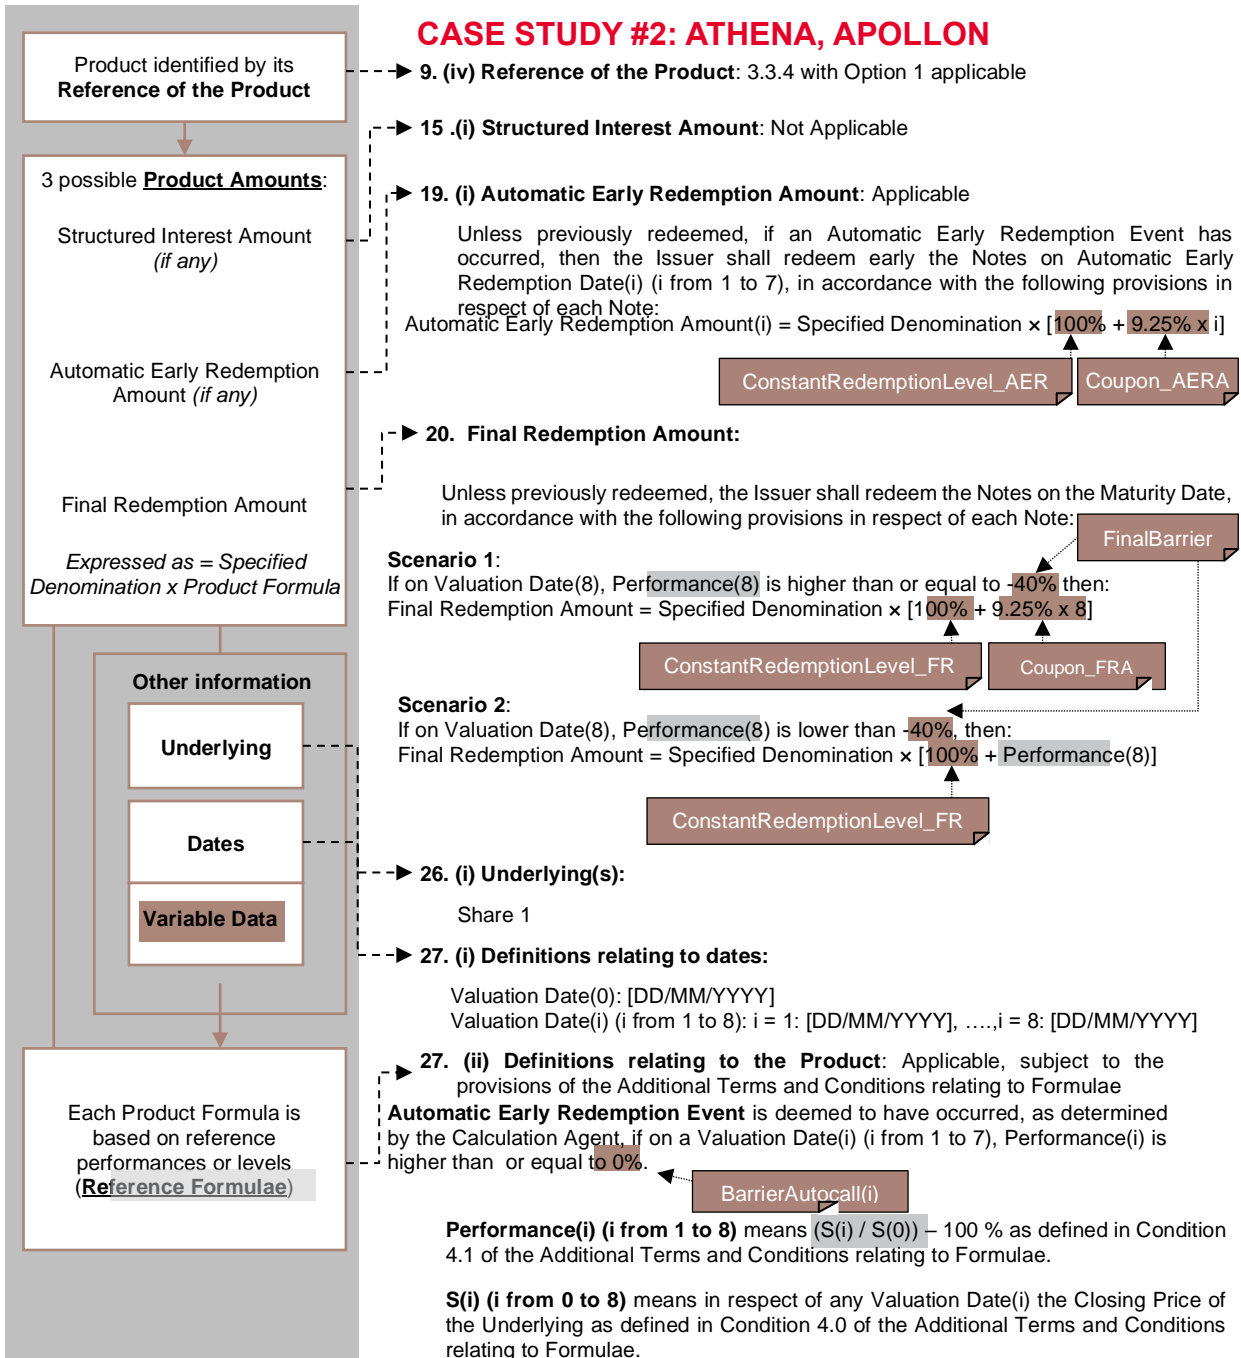 CASE STUDY #2: ATHENA, APOLLON
Product identified by its
Reference of the Product
9. (iv) Reference of the Product: 3.3.4 with Option 1 applicable
15 .(i) Structured Interest Amount: Not Applicable
3 possible Product Amounts:
19. (i) Automatic Early Redemption Amount: Applicable
Structured Interest Amount
(if any)
Unless previously redeemed, if an Automatic Early Redemption Event has
occurred, then the Issuer shall redeem early the Notes on Automatic Early
Redemption Date(i) (i from 1 to 7), in accordance with the following provisions in
respect of each Note:
Automatic Early Redemption Amount(i) = Specified Denomination × [100% + 9.25% x i]
Automatic Early Redemption
Amount (if any)
ConstantRedemptionLevel_AER
Coupon_AERA
20. Final Redemption Amount:
Final Redemption Amount
Unless previously redeemed, the Issuer shall redeem the Notes on the Maturity Date,
in accordance with the following provisions in respect of each Note:
FinalBarrier
Expressed as = Specified
Denomination x Product Formula
Scenario 1:
If on Valuation Date(8), Performance(8) is higher than or equal to -40% then:
Final Redemption Amount = Specified Denomination × [100% + 9.25% x 8]
ConstantRedemptionLevel_FR
Coupon_FRA
Other information
Scenario 2:
If on Valuation Date(8), Performance(8) is lower than -40%, then:
Final Redemption Amount = Specified Denomination × [100% + Performance(8)]
Underlying
ConstantRedemptionLevel_FR
Dates
26. (i) Underlying(s):
Share 1
Variable Data
27. (i) Definitions relating to dates:
Valuation Date(0): [DD/MM/YYYY]
Valuation Date(i) (i from 1 to 8): i = 1: [DD/MM/YYYY], ….,i = 8: [DD/MM/YYYY]
27. (ii) Definitions relating to the Product: Applicable, subject to the
provisions of the Additional Terms and Conditions relating to Formulae
Each Product Formula is
based on reference
performances or levels
(Reference Formulae)
Automatic Early Redemption Event is deemed to have occurred, as determined
by the Calculation Agent, if on a Valuation Date(i) (i from 1 to 7), Performance(i) is
higher than or equal to 0%.
BarrierAutocall(i)
Performance(i) (i from 1 to 8) means (S(i) / S(0)) – 100 % as defined in Condition
4.1 of the Additional Terms and Conditions relating to Formulae.
S(i) (i from 0 to 8) means in respect of any Valuation Date(i) the Closing Price of
the Underlying as defined in Condition 4.0 of the Additional Terms and Conditions
relating to Formulae.